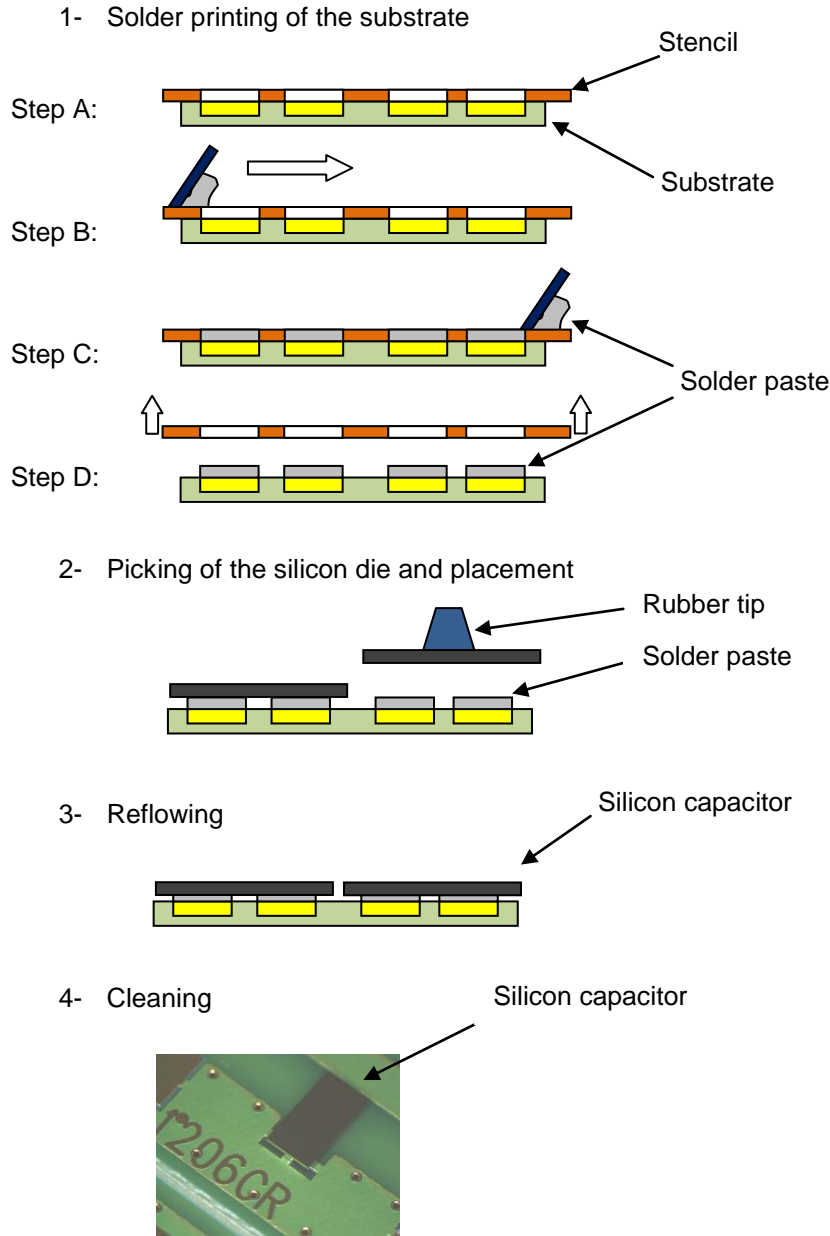 1- Solder printing of the substrate
Stencil
Step A:
Substrate
Step B:
Step C:
Solder paste
Step D:
2- Picking of the silicon die and placement
Rubber tip
Solder paste
3- Reflowing
Silicon capacitor
4- Cleaning
Silicon capacitor
1206CR